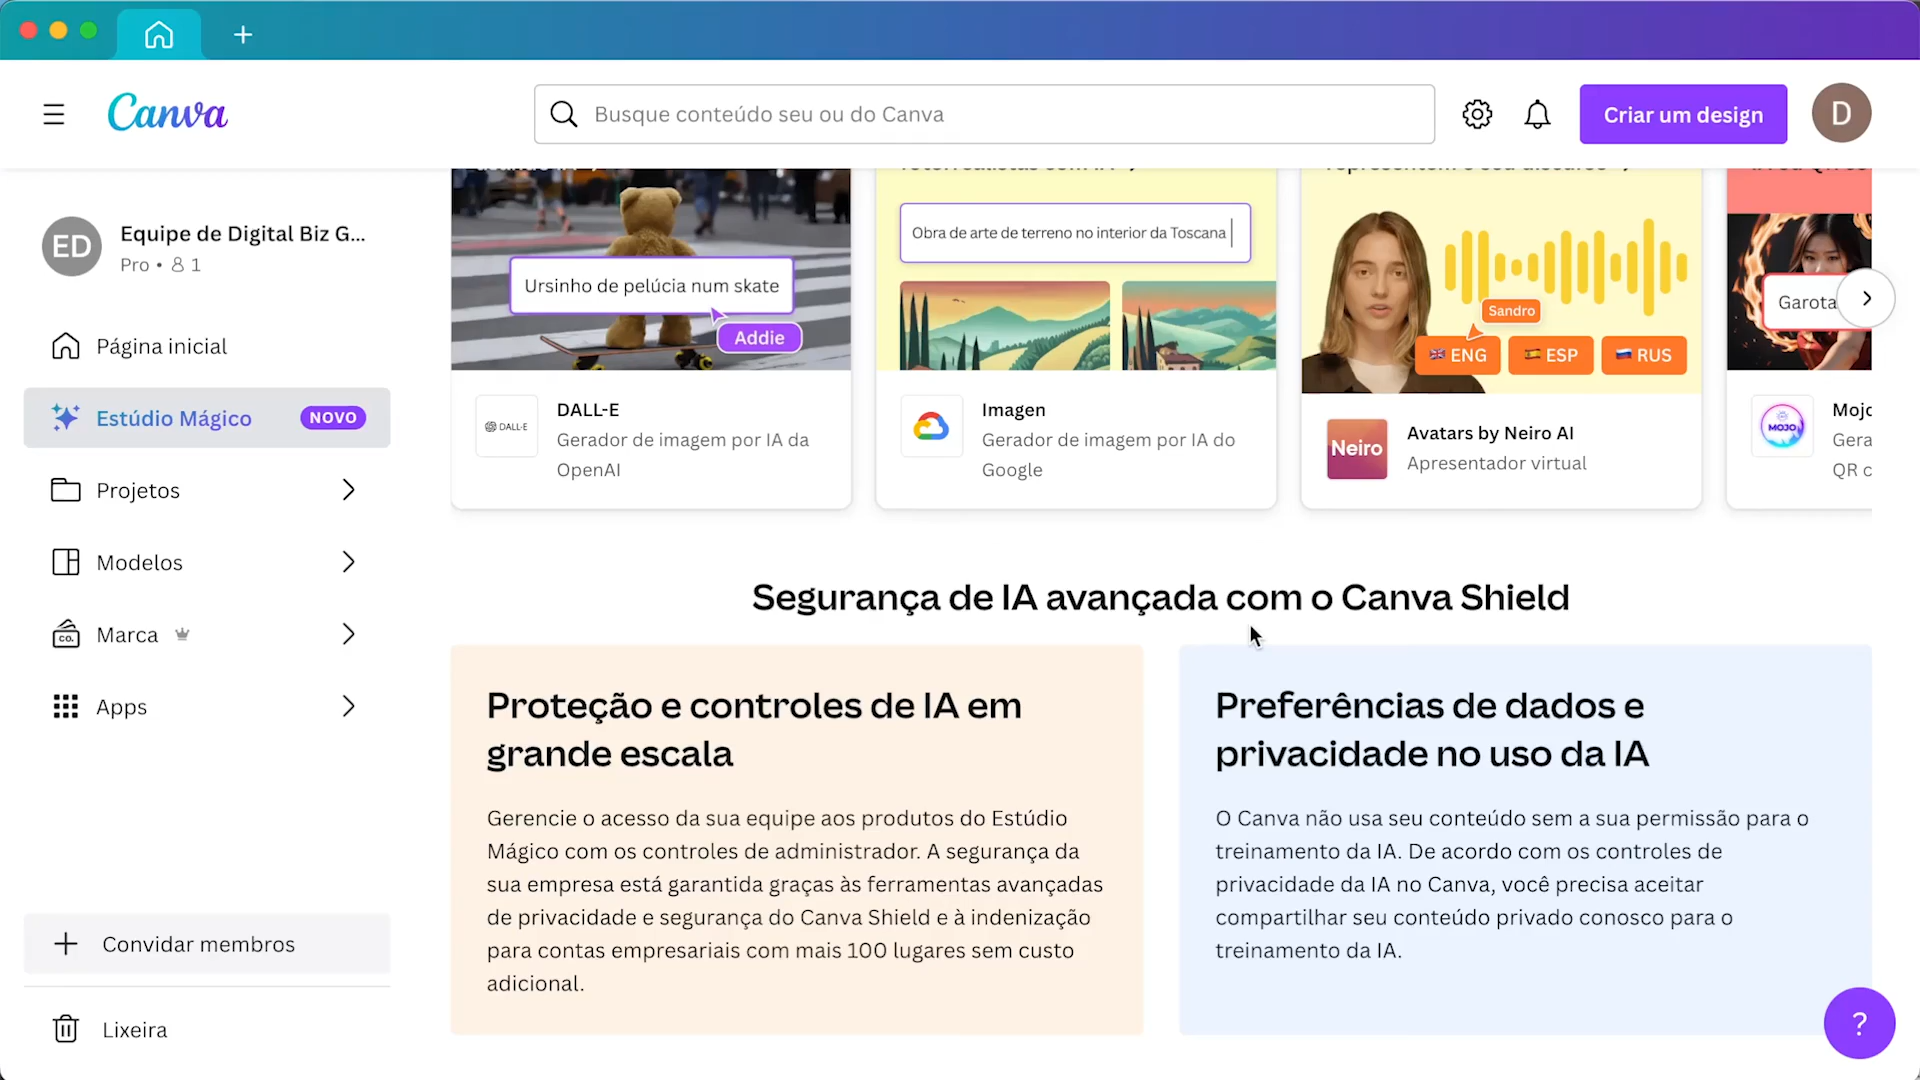 Canva
Busque conteúdo seu ou do Canva
Criar um design
D
ED
Equipe de Digital Biz G...
Pro • 1
Página inicial
Estúdio Mágico
NOVO
Projetos
Modelos
Marca
CO.
Apps
Convidar membros
Lixeira
Ursinho de pelúcia num skate
Addie
DALL·E
DALL-E
Gerador de imagem por IA da
OpenAI
fotorrealistas com IA
Obra de arte de terreno no interior da Toscana
Imagen
Gerador de imagem por IA do
Google
Sandro
ENG
ESP
RUS
Neiro
Avatars by Neiro AI
Apresentador virtual
Garota
MOJO
Mojo
Gera
QR c
Segurança de IA avançada com o Canva Shield
Proteção e controles de IA em
grande escala
Gerencie o acesso da sua equipe aos produtos do Estúdio
Mágico com os controles de administrador. A segurança da
sua empresa está garantida graças às ferramentas avançadas
de privacidade e segurança do Canva Shield e à indenização
para contas empresariais com mais 100 lugares sem custo
adicional.
Preferências de dados e
privacidade no uso da IA
O Canva não usa seu conteúdo sem a sua permissão para o
treinamento da IA. De acordo com os controles de
privacidade da IA no Canva, você precisa aceitar
compartilhar seu conteúdo privado conosco para o
treinamento da IA.
?